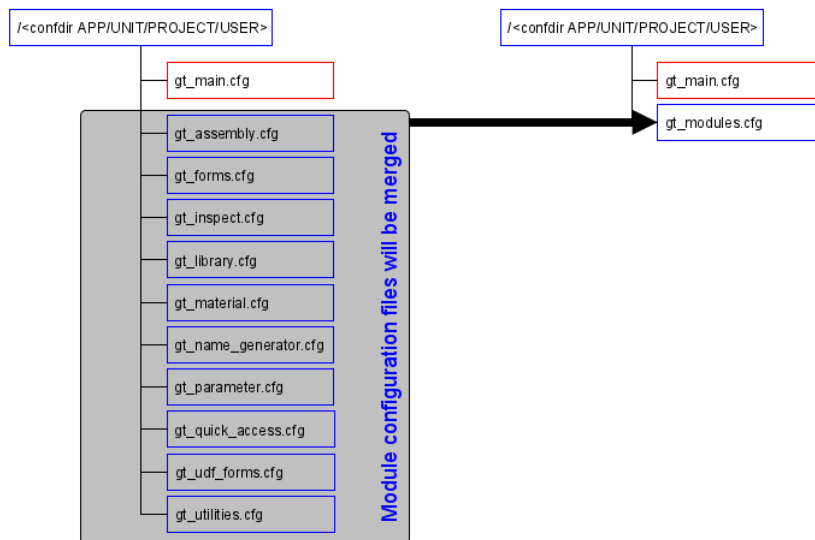 /<confdir APP/UNIT/PROJECT/USER>
gt_main.cfg
gt_assembly.cfg
gt_forms.cfg
gt_inspect.cfg
gt_library.cfg
gt_material.cfg
gt_name_generator.cfg
gt_parameter.cfg
gt_quick_access.cfg
gt_udf_forms.cfg
gt_utilities.cfg
Module configuration files will be merged
/<confdir APP/UNIT/PROJECT/USER>
gt_main.cfg
gt_modules.cfg